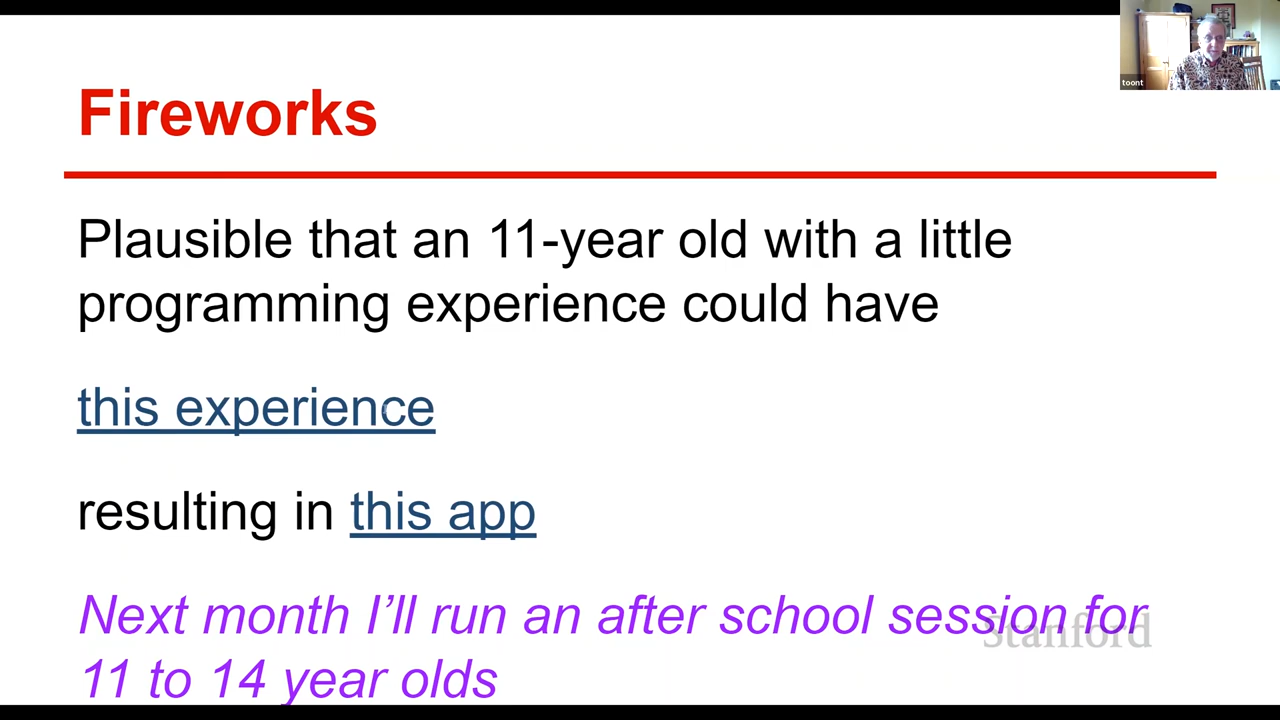 toont
Fireworks
Plausible that an 11-year old with a little
programming experience could have
this experience
resulting in this app
Next month I’ll run an after school session for
Stanford
11 to 14 year olds